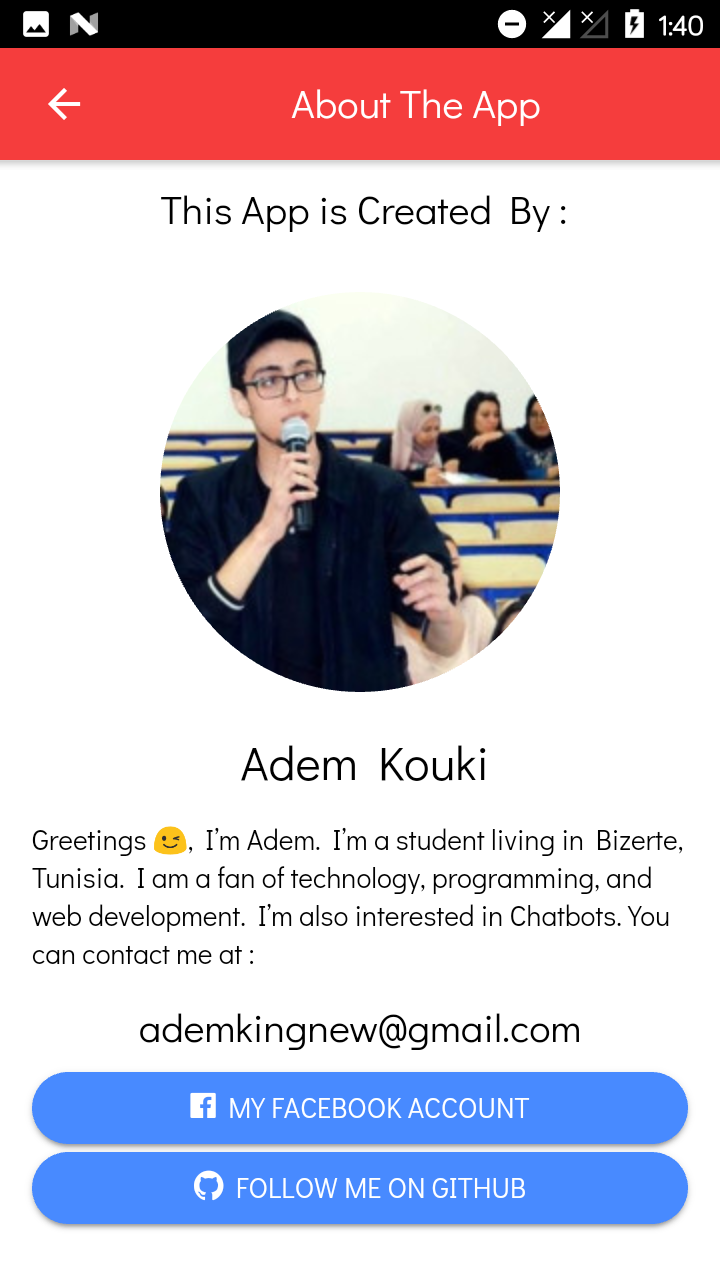 1:40
About The App
This App is Created By :
Adem Kouki
Greetings 😉, I'm Adem. I'm a student living in Bizerte,
Tunisia. I am a fan of technology, programming, and
web development. I'm also interested in Chatbots. You
can contact me at :
ademkingnew@gmail.com
MY FACEBOOK ACCOUNT
FOLLOW ME ON GITHUB